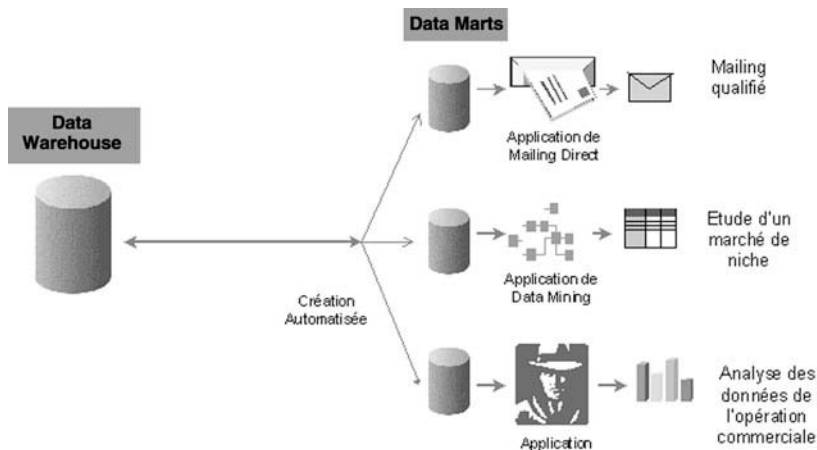 Data Marts
Data
Warehouse
Application de
Mailing Direct
Mailing
qualifié
Application de
Data Mining
Etude d'un
marché de
niche
Création
Automatisée
Application
Analyse des
données de
l'opération
commerciale